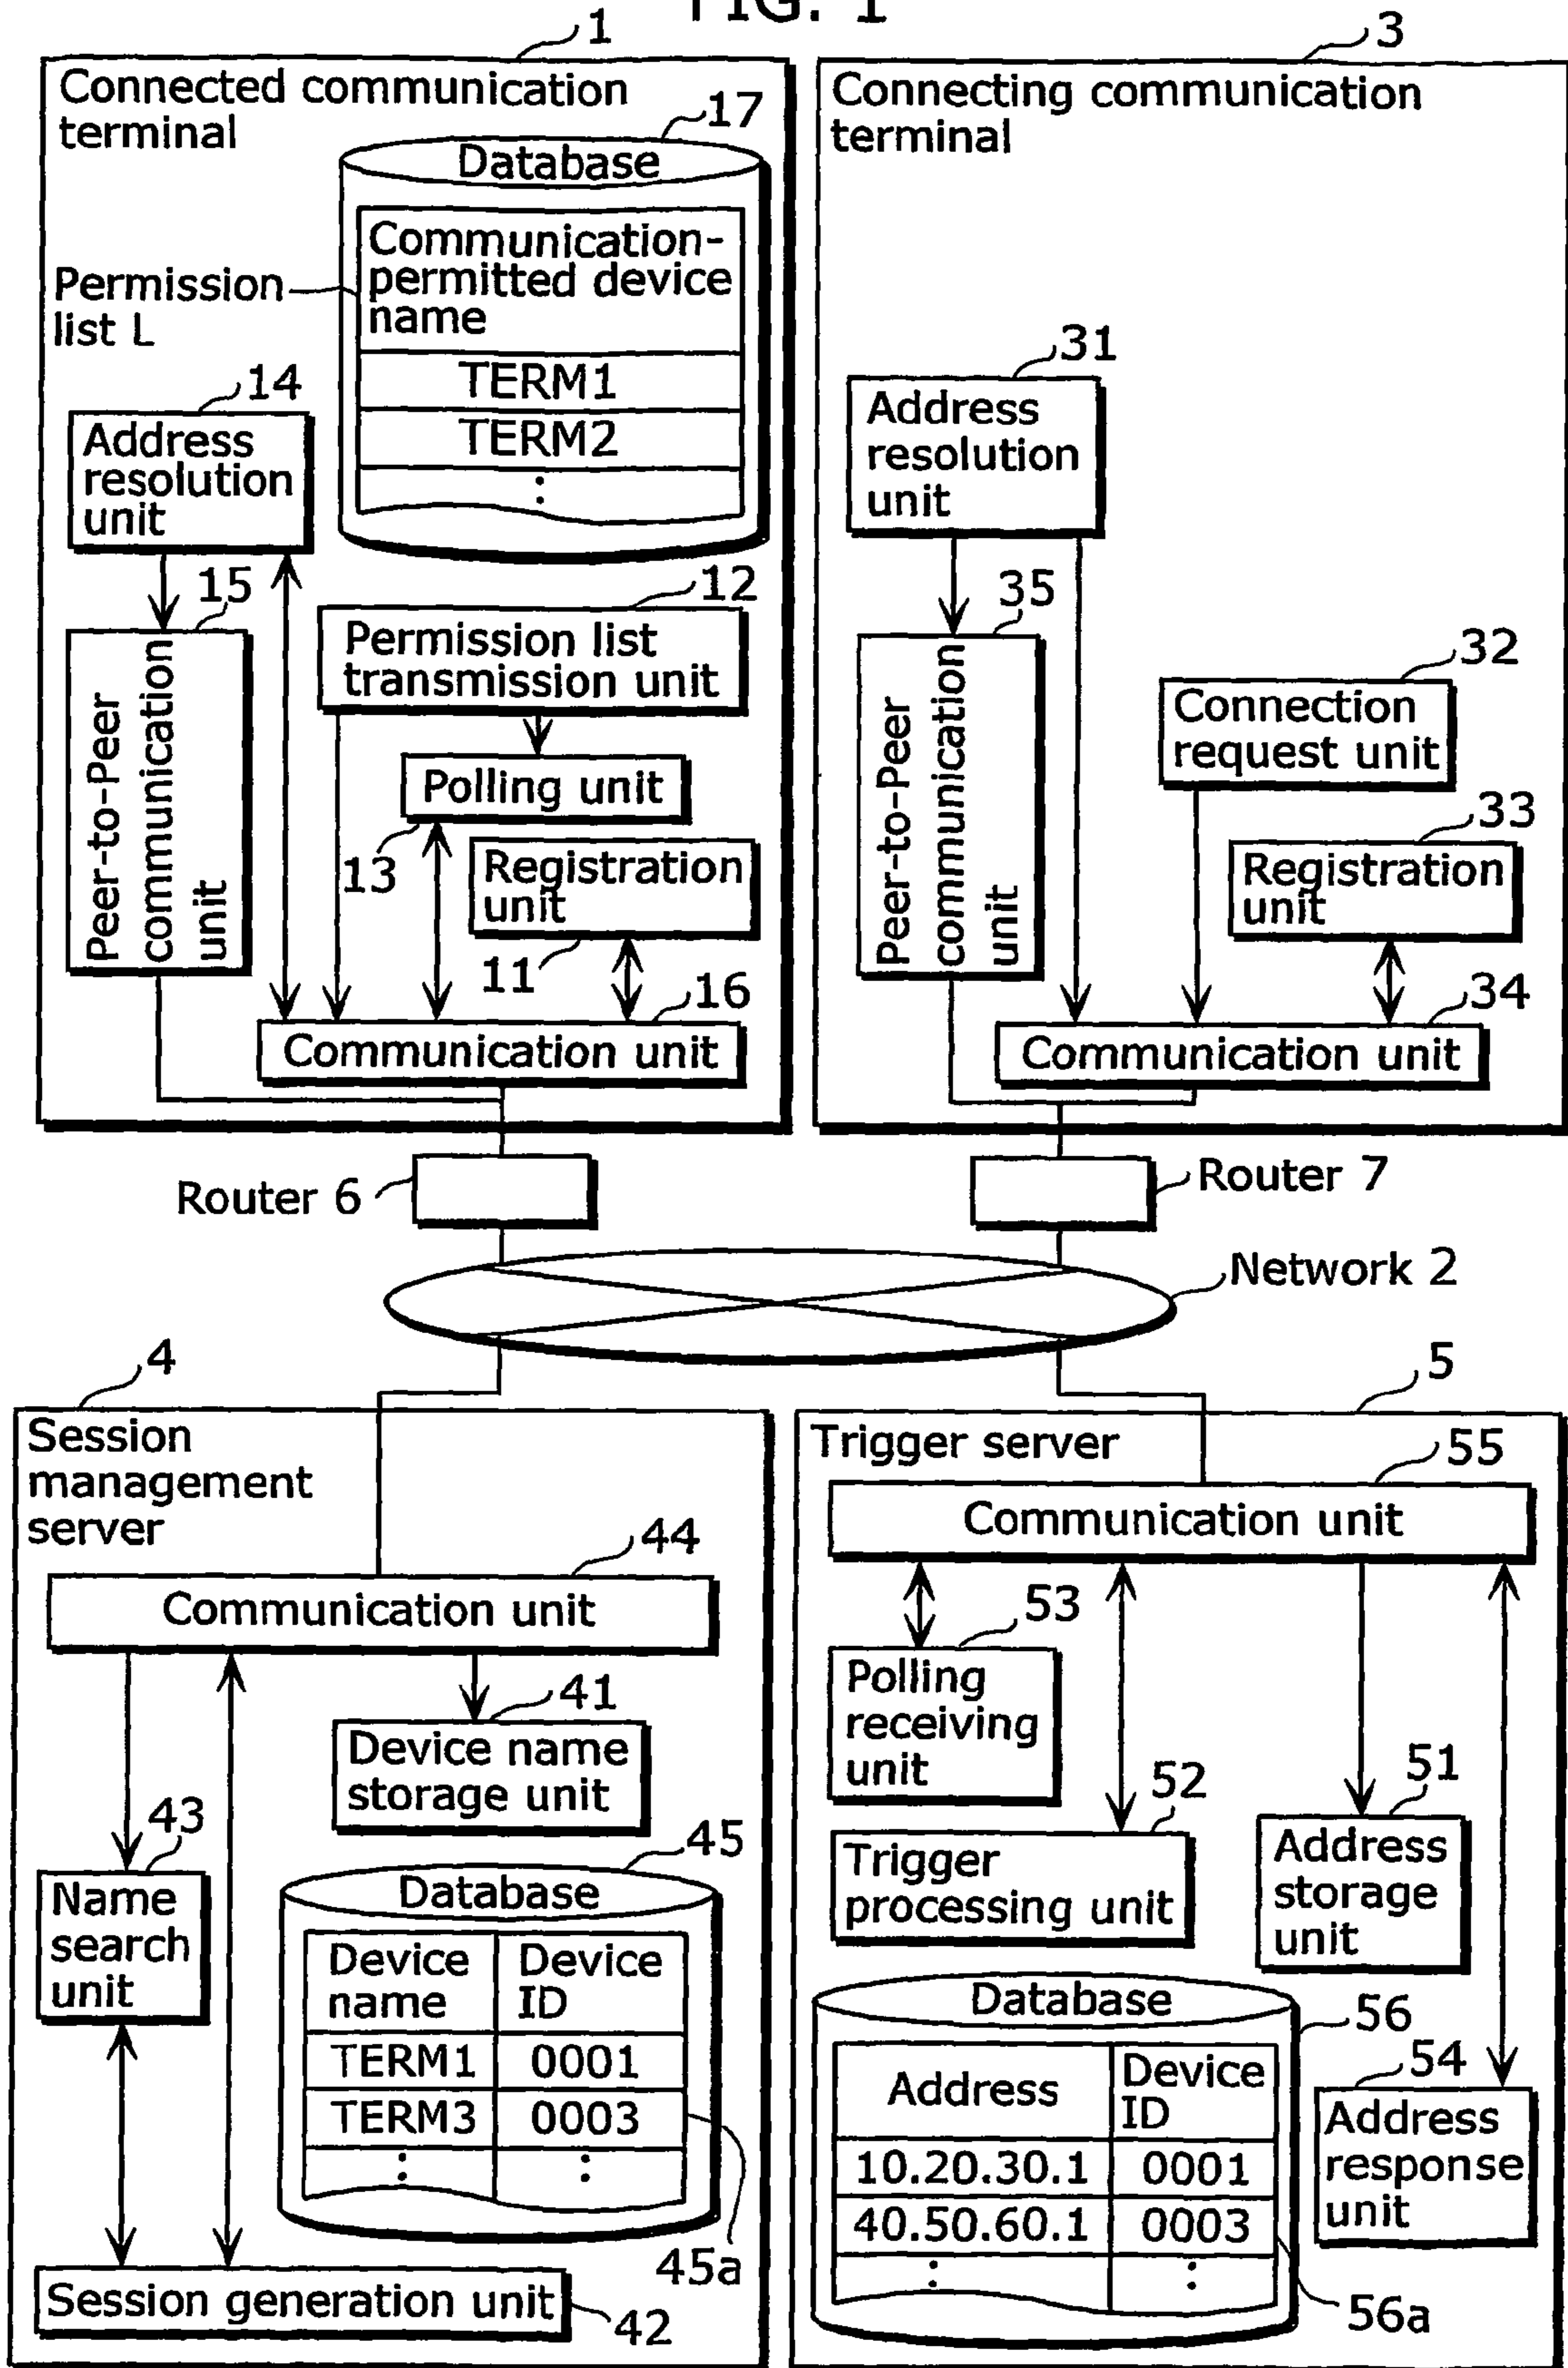 FIG. 1
1
Connected communication
terminal
17
Database
Communication-
permitted device
name
TERM1
TERM2
:
Permission
list L
14
Address
resolution
unit
15
Peer-to-Peer
communication
unit
12
Permission list
transmission unit
Polling unit
13
Registration
unit
11
16
Communication unit
3
Connecting communication
terminal
31
Address
resolution
unit
35
Peer-to-Peer
communication
unit
32
Connection
request unit
33
Registration
unit
34
Communication unit
Router 6
Router 7
Network 2
4
Session
management
server
44
Communication unit
41
Device name
storage unit
43
Name
search
unit
45
Database
Device
name
Device
ID
TERM1 0001
TERM3 0003
: :
45a
Session generation unit
42
5
Trigger server
55
Communication unit
53
Polling
receiving
unit
52
Trigger
processing unit
51
Address
storage
unit
Database
56
Address
Device
ID
10.20.30.1 0001
40.50.60.1 0003
: :
56a
54
Address
response
unit